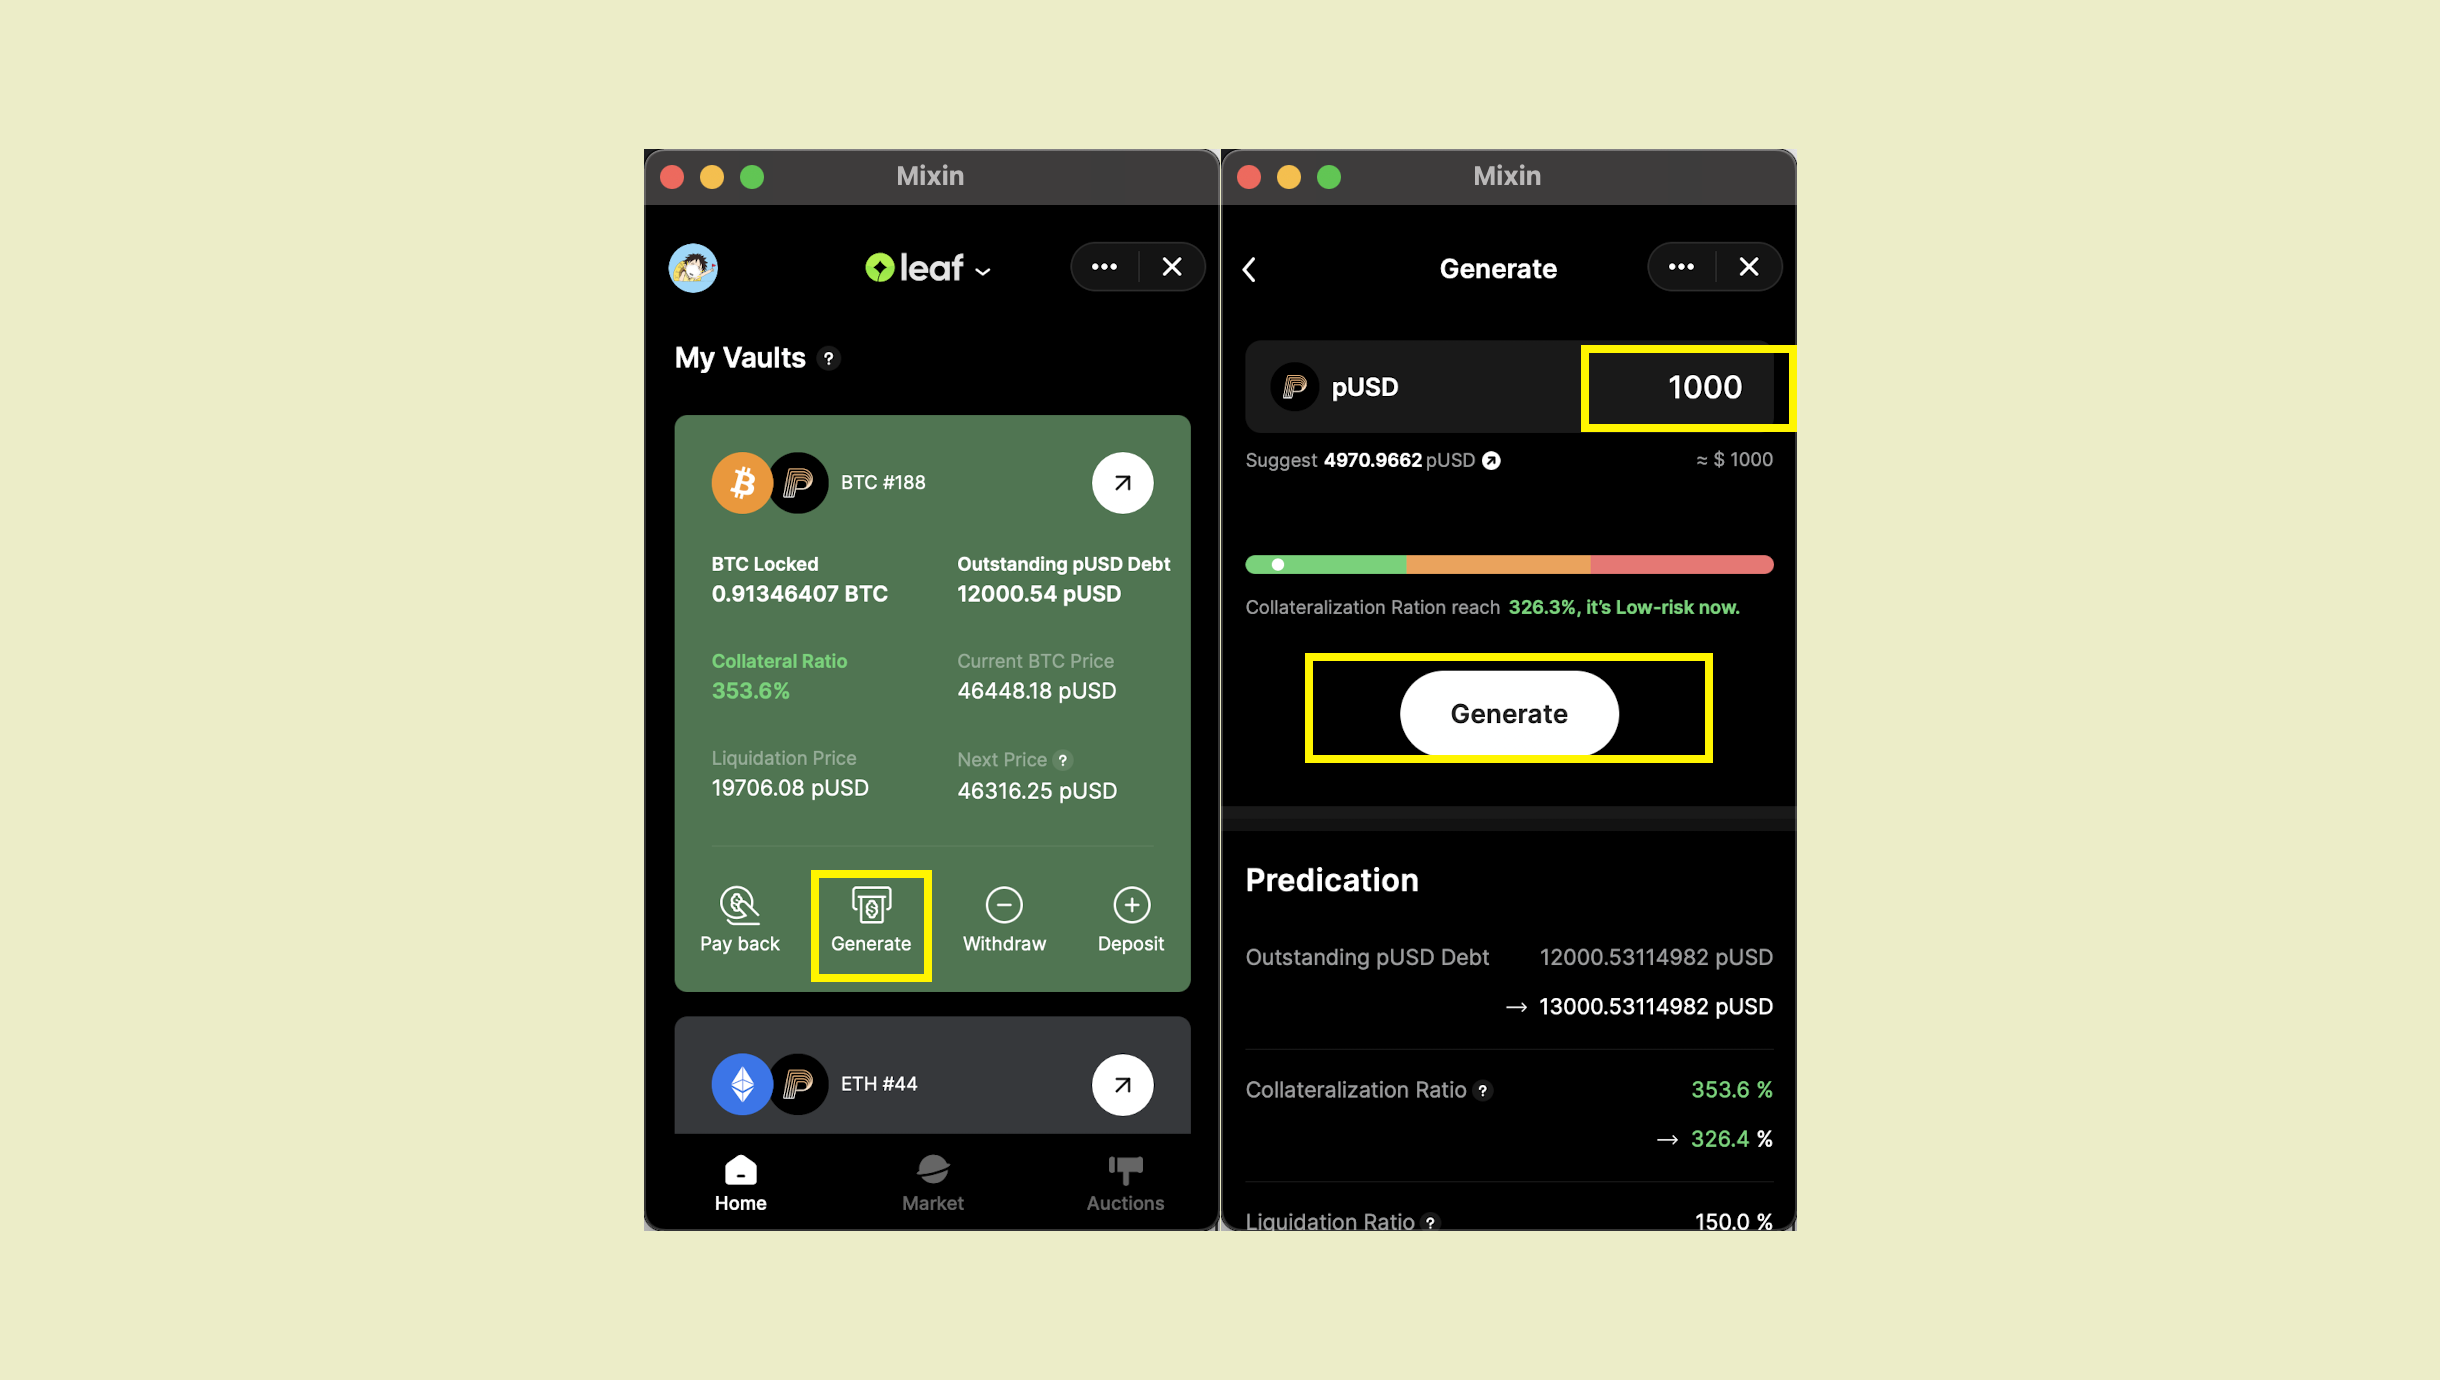 Mixin
leaf
My Vaults ?
BTC #188
BTC Locked
0.91346407 BTC
Outstanding pUSD Debt
12000.54 pUSD
Collateral Ratio
353.6%
Current BTC Price
46448.18 pUSD
Liquidation Price
19706.08 pUSD
Next Price ?
46316.25 pUSD
Pay back
Generate
Withdraw
Deposit
ETH #44
Home
Market
Auctions
Mixin
Generate
pUSD
1000
Suggest 4970.9662 pUSD
≈ $ 1000
Collateralization Ration reach 326.3%, it's Low-risk now.
Generate
Predication
Outstanding pUSD Debt 12000.53114982 pUSD
→ 13000.53114982 pUSD
Collateralization Ratio ? 353.6 %
→ 326.4 %
Liquidation Ratio ? 150.0 %